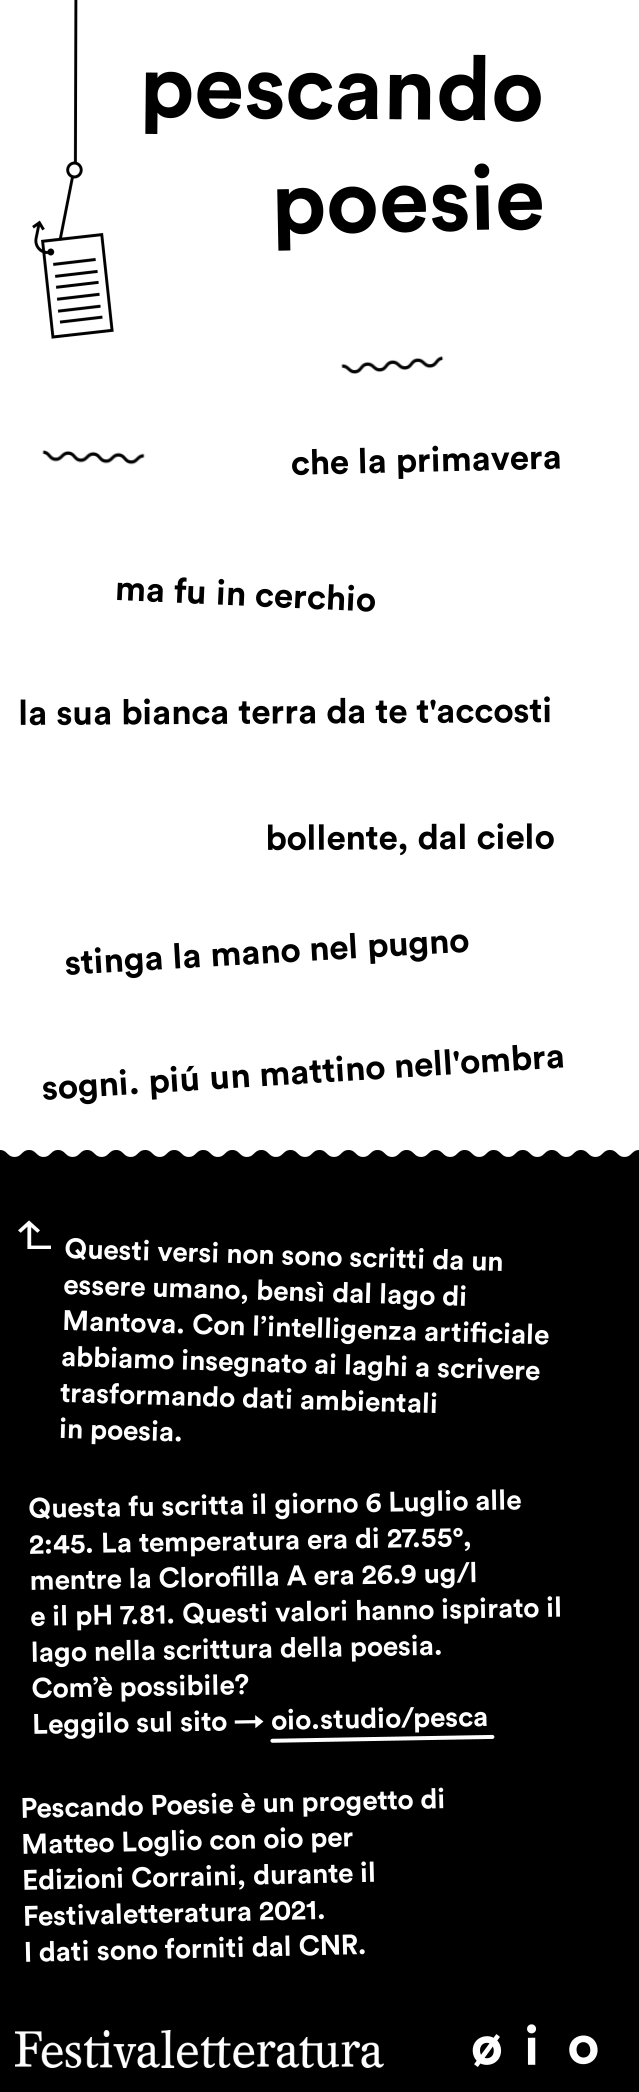 pescando
poesie
che la primavera
ma fu in cerchio
la sua bianca terra da te t'accosti
bollente, dal cielo
stinga la mano nel pugno
sogni. piú un mattino nell'ombra
Questi versi non sono scritti da un
essere umano, bensì dal lago di
Mantova. Con l’intelligenza artificiale
abbiamo insegnato ai laghi a scrivere
trasformando dati ambientali
in poesia.
Questa fu scritta il giorno 6 Luglio alle
2:45. La temperatura era di 27.55°,
mentre la Clorofilla A era 26.9 ug/l
e il pH 7.81. Questi valori hanno ispirato il
lago nella scrittura della poesia.
Com’è possibile?
Leggilo sul sito → oio.studio/pesca
Pescando Poesie è un progetto di
Matteo Loglio con oio per
Edizioni Corraini, durante il
Festivaletteratura 2021.
I dati sono forniti dal CNR.
Festivaletteratura
ø i o